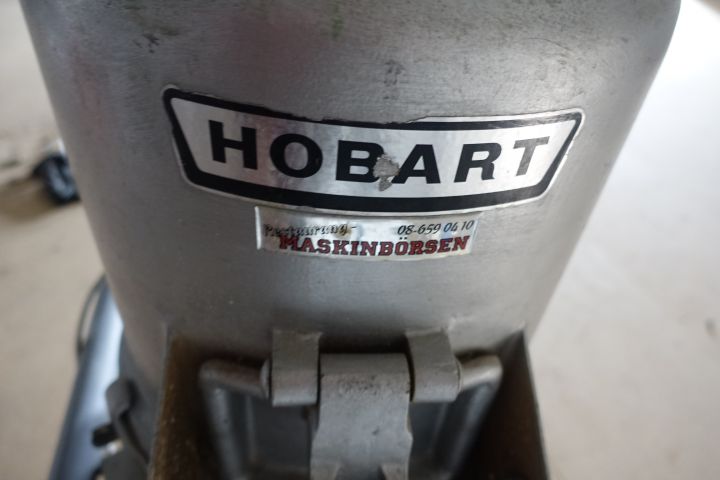 HOBART
Restaurang- 08-659 04 10
MASKINBÖRSEN